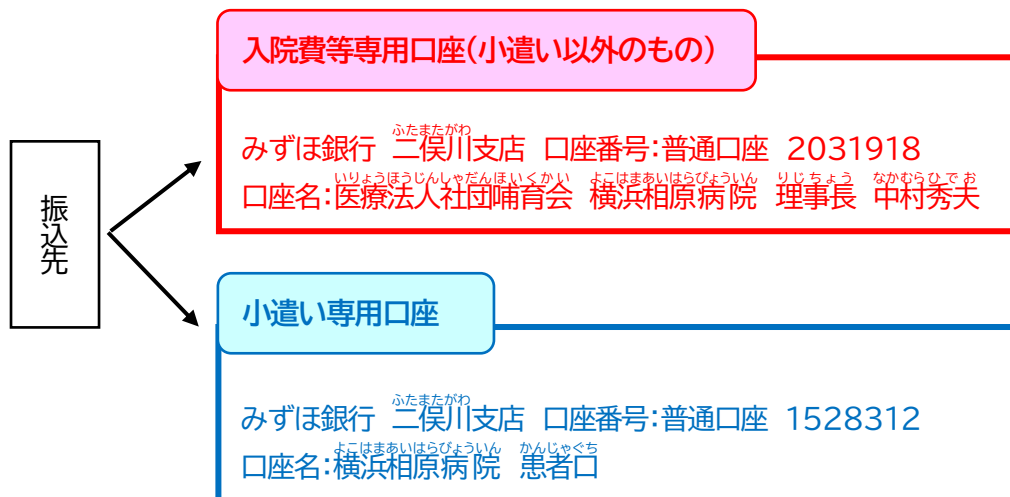 振込先
入院費等専用口座(小遣い以外のもの)
ふたまたがわ
みずほ銀行 二俣川支店 口座番号:普通口座 2031918
いりょうほうじんしゃだんほいくかい よこはまあいはらびょういん りじちょう なかむらひでお
口座名:医療法人社団哺育会 横浜相原病院 理事長 中村秀夫
小遣い専用口座
ふたまたがわ
みずほ銀行 二俣川支店 口座番号:普通口座 1528312
よこはまあいはらびょういん かんじゃぐち
口座名:横浜相原病院 患者口